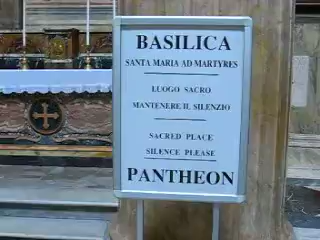 BASILICA
SANTA MARIA AD MARTYRES
LUOGO SACRO
MANTENERE IL SILENZIO
SACRED PLACE
SILENCE PLEASE
PANTHEON